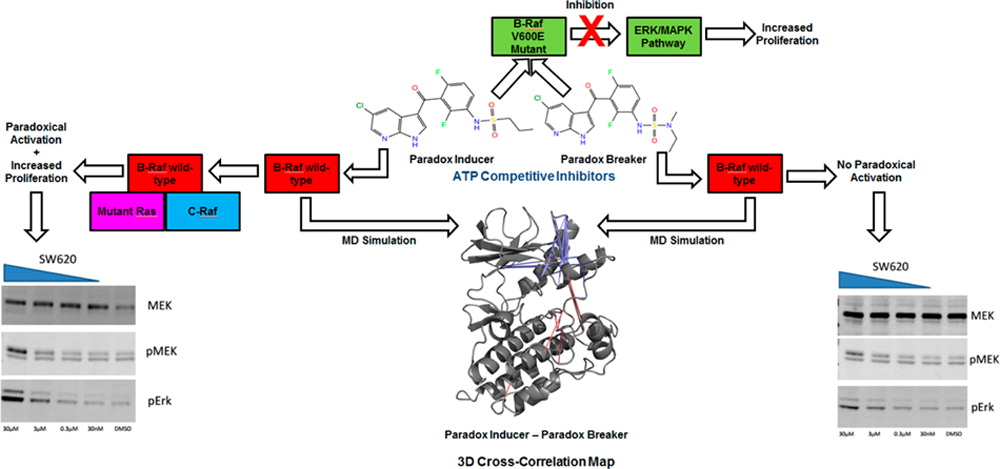 Inhibition
B-Raf
V600E
Mutant
X
ERK/MAPK
Pathway
Increased
Proliferation
F
O
Cl
F
NH
O
S
O
N
N
H
Paradox Inducer
F
O
Cl
F
NH
O
S
N
O
N
N
H
Paradox Breaker
ATP Competitive Inhibitors
Paradoxical
Activation
+
Increased
Proliferation
B-Raf wild-
type
Mutant Ras
C-Raf
B-Raf wild-
type
B-Raf wild-
type
No Paradoxical
Activation
MD Simulation
MD Simulation
SW620
MEK
pMEK
pErk
30µM 3µM 0.3µM 30nM DMSO
SW620
MEK
pMEK
pErk
30µM 3µM 0.3µM 30nM DMSO
Paradox Inducer – Paradox Breaker
3D Cross-Correlation Map